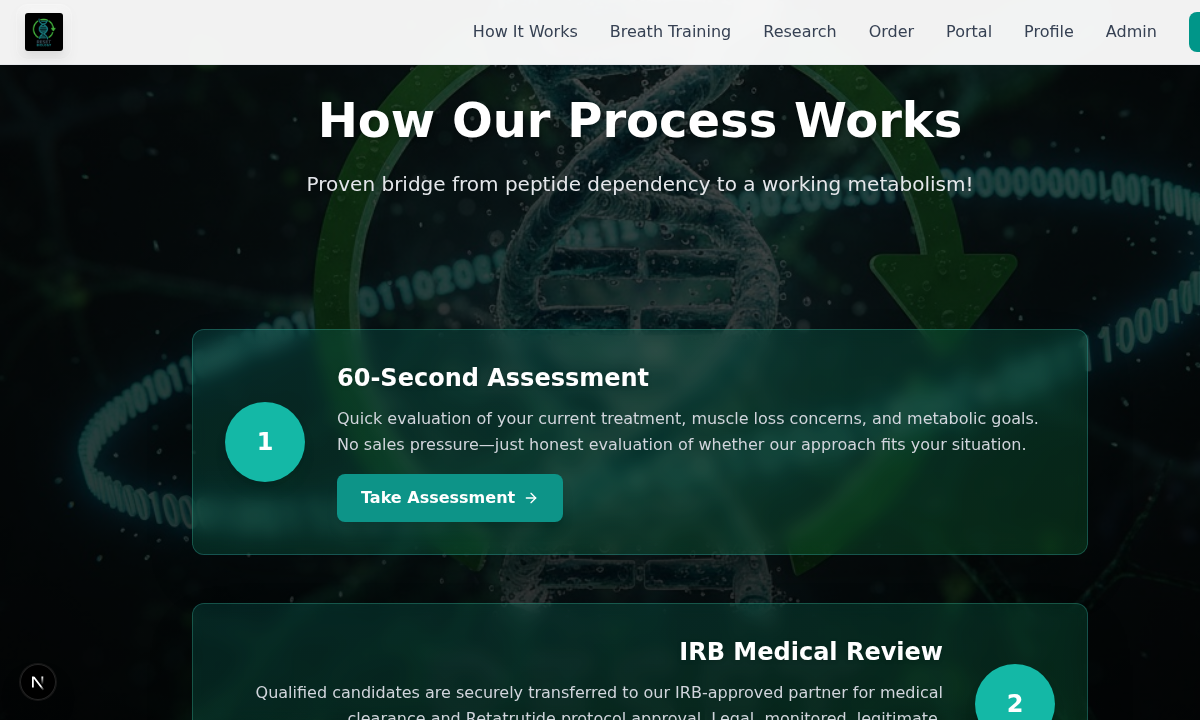 How It Works
Breath Training
Research
Order
Portal
Profile
Admin
How Our Process Works
Proven bridge from peptide dependency to a working metabolism!
1
60-Second Assessment
Quick evaluation of your current treatment, muscle loss concerns, and metabolic goals.
No sales pressure—just honest evaluation of whether our approach fits your situation.
Take Assessment →
IRB Medical Review
2
Qualified candidates are securely transferred to our IRB-approved partner for medical
clearance and Retatrutide protocol approval. Legal, monitored, legitimate.
N